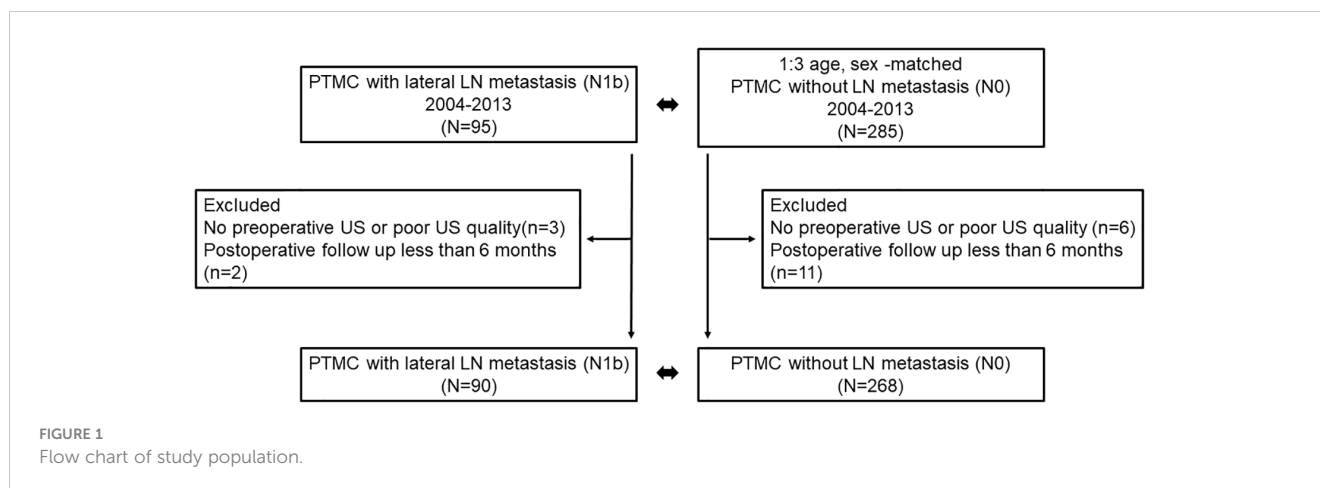 PTMC with lateral LN metastasis (N1b)
2004-2013
(N=95)
1:3 age, sex -matched
PTMC without LN metastasis (N0)
2004-2013
(N=285)
Excluded
No preoperative US or poor US quality(n=3)
Postoperative follow up less than 6 months
(n=2)
Excluded
No preoperative US or poor US quality (n=6)
Postoperative follow up less than 6 months
(n=11)
PTMC with lateral LN metastasis (N1b)
(N=90)
PTMC without LN metastasis (N0)
(N=268)
FIGURE 1
Flow chart of study population.